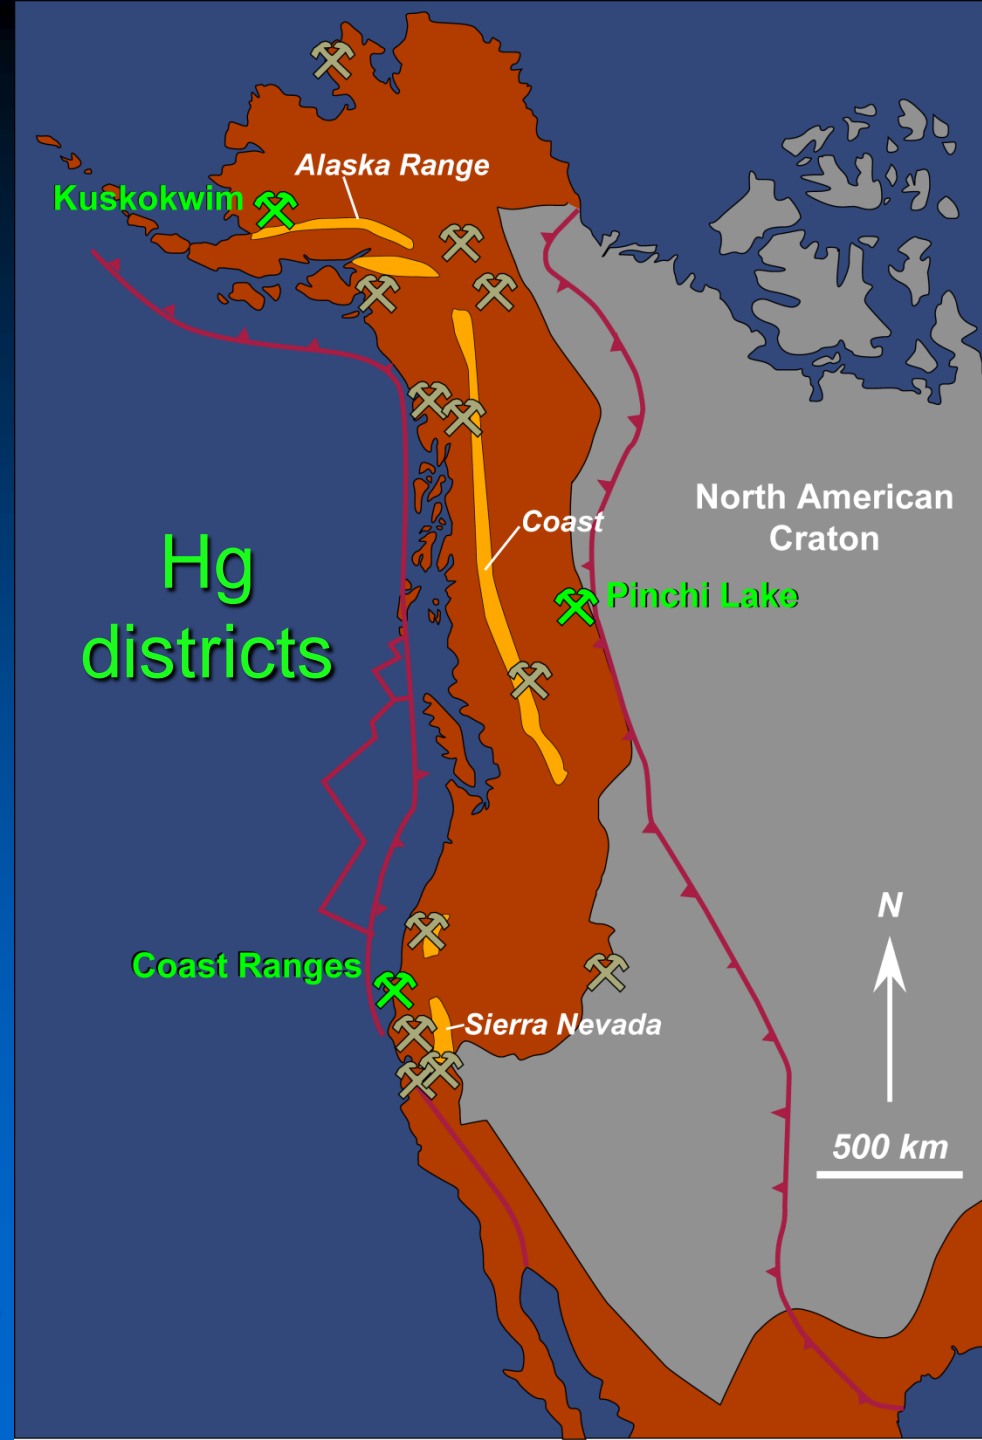 Alaska Range
Kuskokwim
North American
Craton
Coast
Hg
districts
Pinchi Lake
N
Coast Ranges
Sierra Nevada
500 km